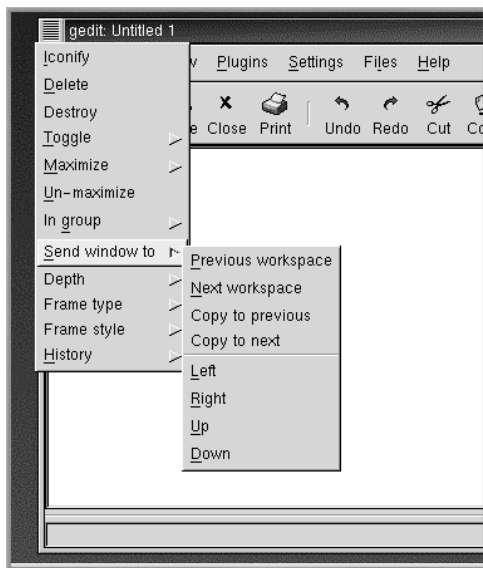 gedit: Untitled 1
Plugins Settings Files Help
Close Print Undo Redo Cut
Iconify
Delete
Destroy
Toggle
Maximize
Un-maximize
In group
Send window to
Depth
Frame type
Frame style
History
Previous workspace
Next workspace
Copy to previous
Copy to next
Left
Right
Up
Down